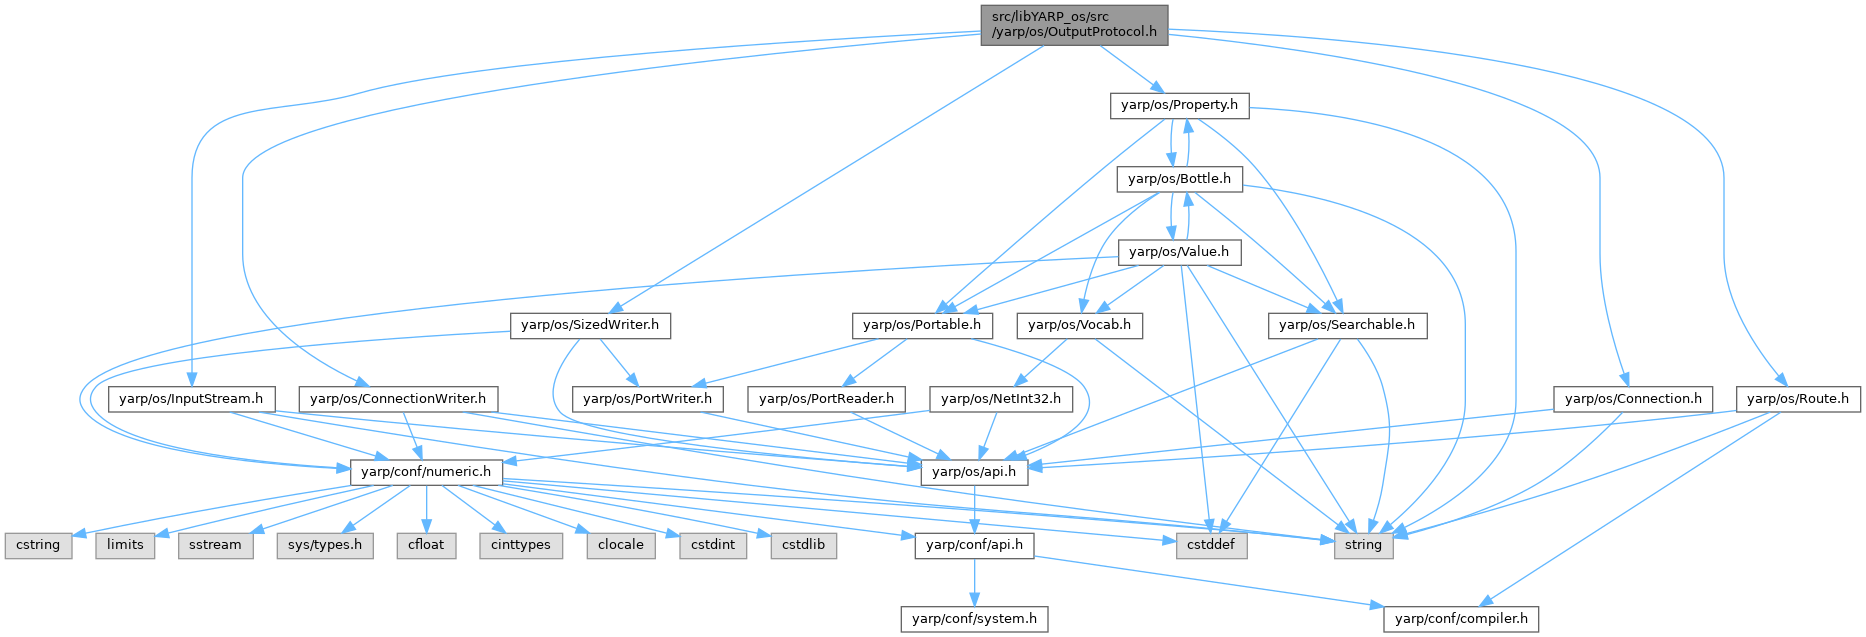 src/libYARP_os/src
/yarp/os/OutputProtocol.h
yarp/os/Property.h
yarp/os/Bottle.h
yarp/os/Value.h
yarp/os/SizedWriter.h
yarp/os/Portable.h
yarp/os/Vocab.h
yarp/os/Searchable.h
yarp/os/InputStream.h
yarp/os/ConnectionWriter.h
yarp/os/PortWriter.h
yarp/os/PortReader.h
yarp/os/NetInt32.h
yarp/os/Connection.h
yarp/os/Route.h
yarp/conf/numeric.h
yarp/os/api.h
cstring
limits
sstream
sys/types.h
cfloat
cinttypes
clocale
cstdint
cstdlib
yarp/conf/api.h
cstddef
string
yarp/conf/system.h
yarp/conf/compiler.h